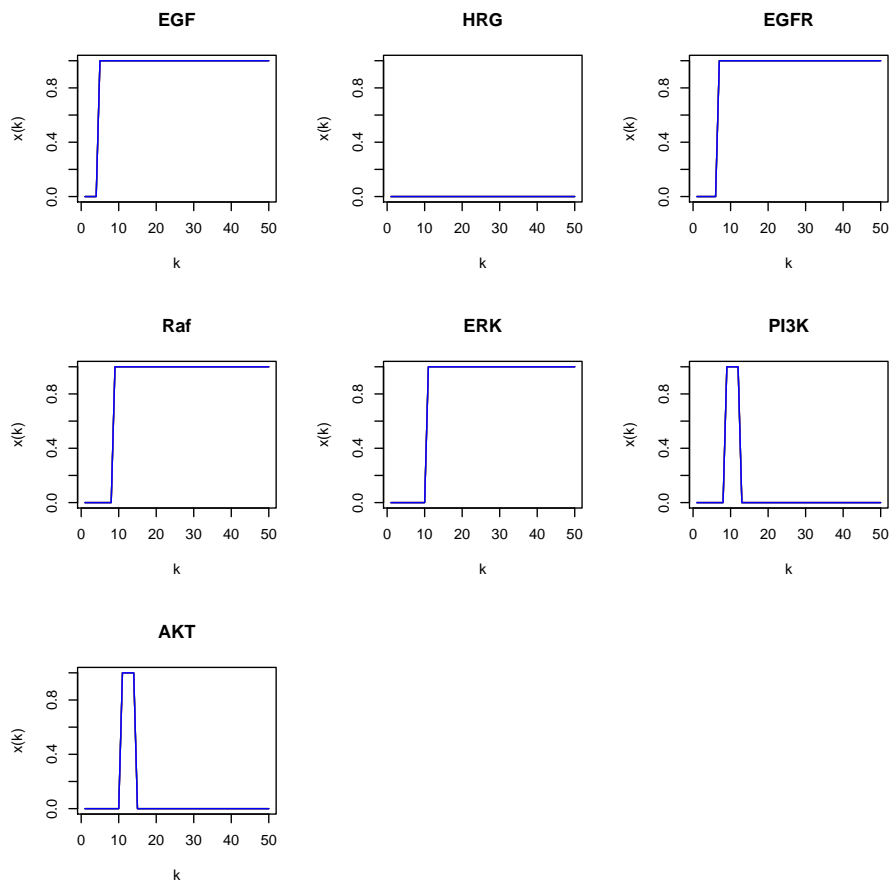 EGF HRG EGFR
x(k) 0.0 0.4 0.8 x(k) 0.0 0.4 0.8 x(k) 0.0 0.4 0.8
0 10 20 30 40 50 0 10 20 30 40 50 0 10 20 30 40 50
k k k
Raf ERK PI3K
x(k) 0.0 0.4 0.8 x(k) 0.0 0.4 0.8 x(k) 0.0 0.4 0.8
0 10 20 30 40 50 0 10 20 30 40 50 0 10 20 30 40 50
k k k
AKT
x(k) 0.0 0.4 0.8
0 10 20 30 40 50
k